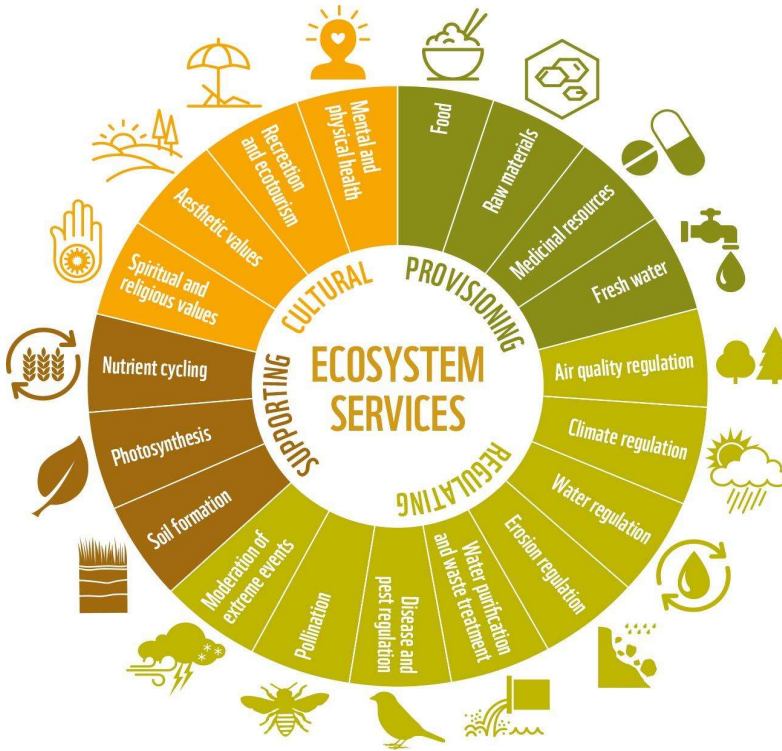 ECOSYSTEM
SERVICES
PROVISIONING
Food
Raw materials
Medicinal resources
Fresh water
REGULATING
Air quality regulation
Climate regulation
Water regulation
Erosion regulation
Water purification
and waste treatment
Disease and
pest regulation
Pollination
Moderation of
extreme events
SUPPORTING
Soil formation
Photosynthesis
Nutrient cycling
CULTURAL
Spiritual and
religious values
Aesthetic values
Recreation
and ecotourism
Mental and
physical health